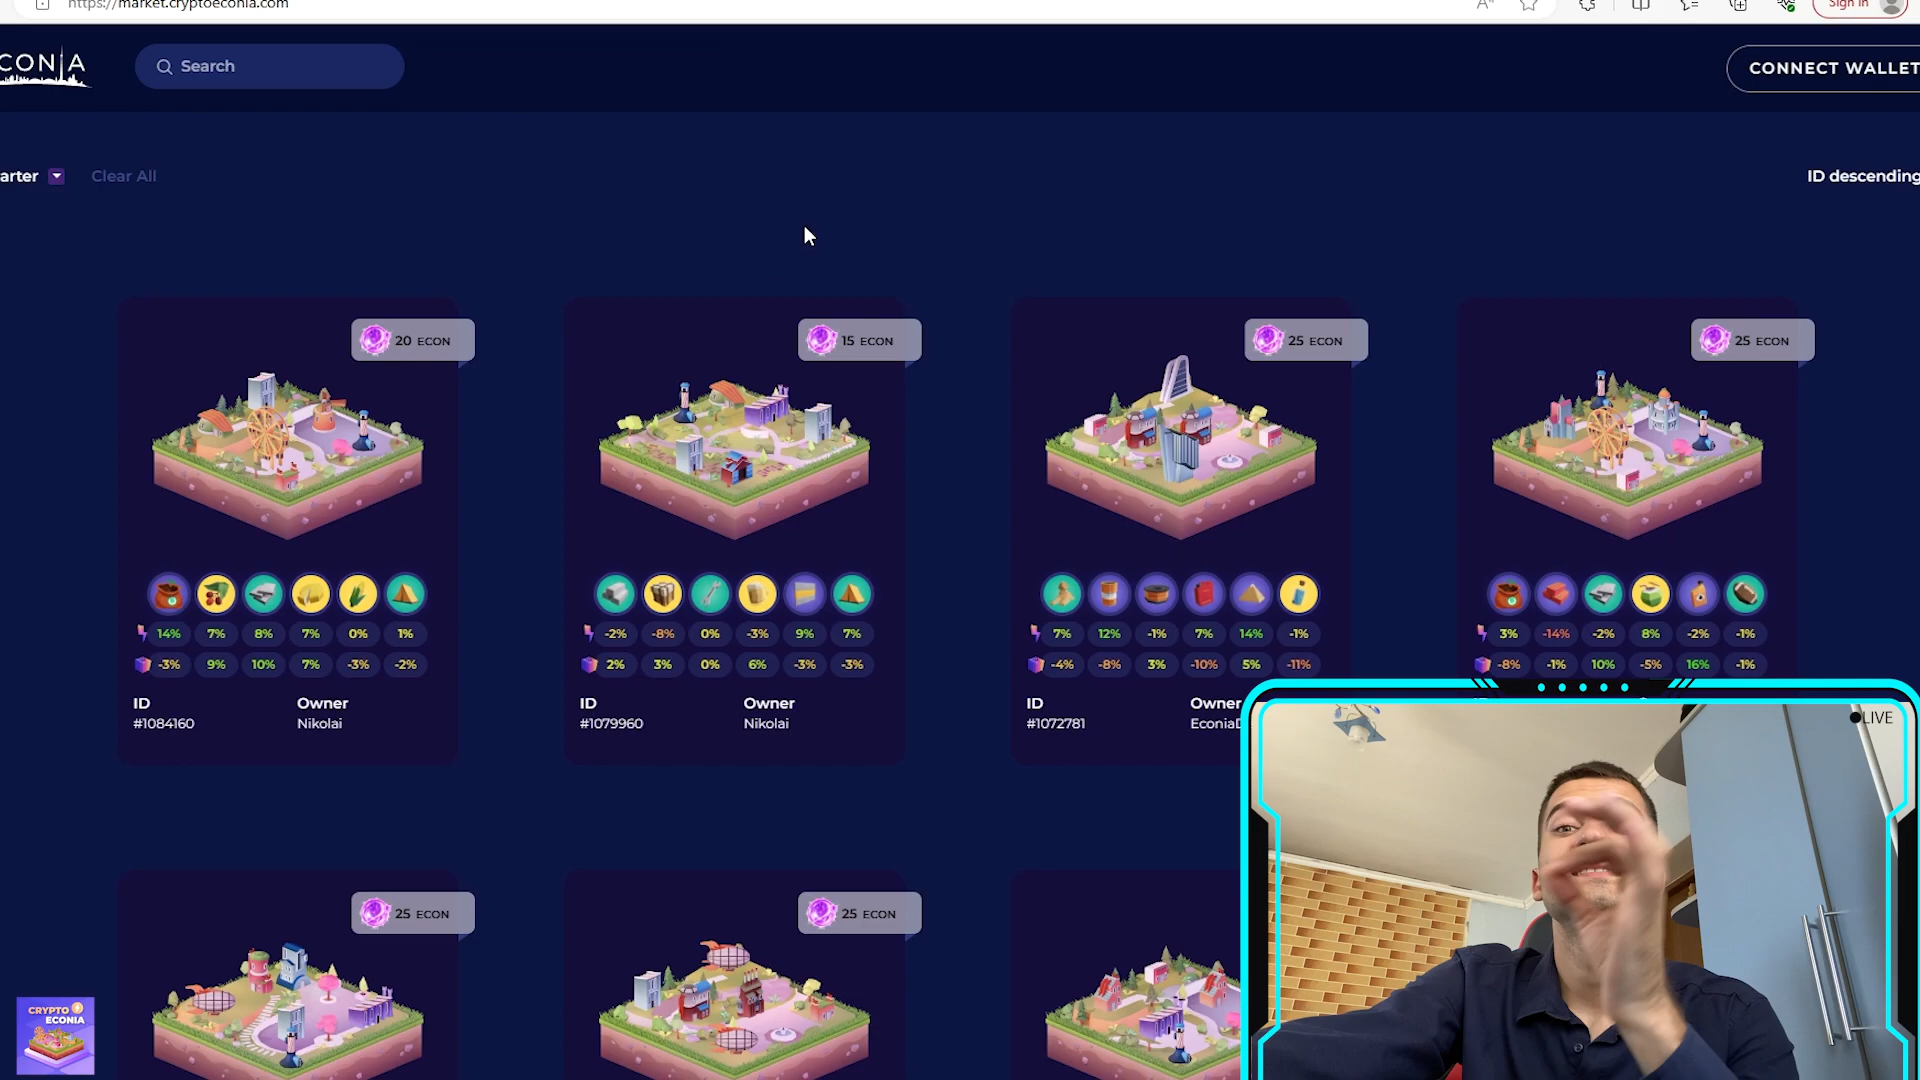 https://market.cryptoeconia.com
Sign in
CONIA
Search
CONNECT WALLET
arter
Clear All
ID descending
20 ECON
15 ECON
25 ECON
25 ECON
14% 7% 8% 7% 0% 1%
-3% 9% 10% 7% -3% -2%
ID Owner
#1084160 Nikolai
-2% -8% 0% -3% 9% 7%
2% 3% 0% 6% -3% -3%
ID Owner
#1079960 Nikolai
7% 12% -1% 7% 14% -1%
-4% -8% 3% -10% 5% -11%
ID Owner
#1072781 Econia
3% -14% -2% 8% -2% -1%
-8% -1% 10% -5% 16% -1%
LIVE
25 ECON
25 ECON
CRYPTO
ECONIA